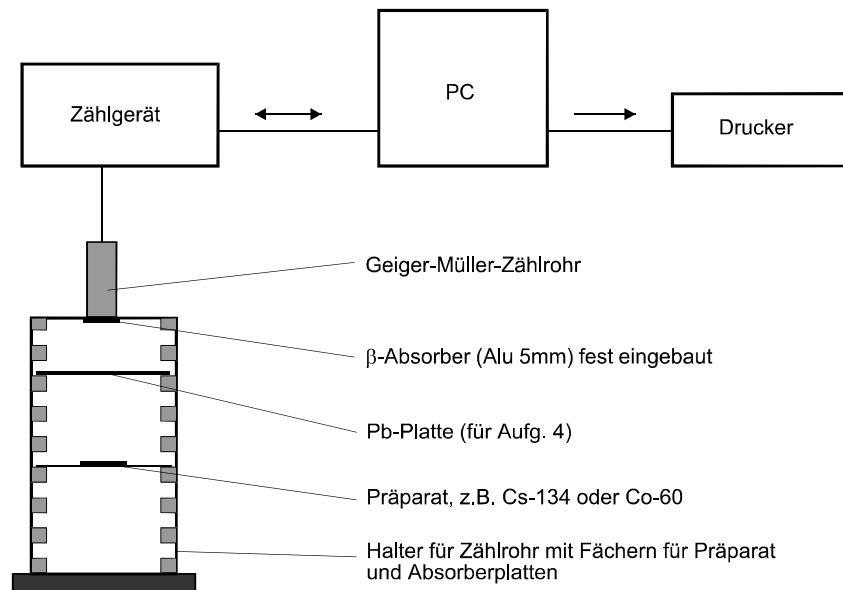 Zählgerät
PC
Drucker
Geiger-Müller-Zählrohr
β-Absorber (Alu 5mm) fest eingebaut
Pb-Platte (für Aufg. 4)
Präparat, z.B. Cs-134 oder Co-60
Halter für Zählrohr mit Fächern für Präparat
und Absorberplatten